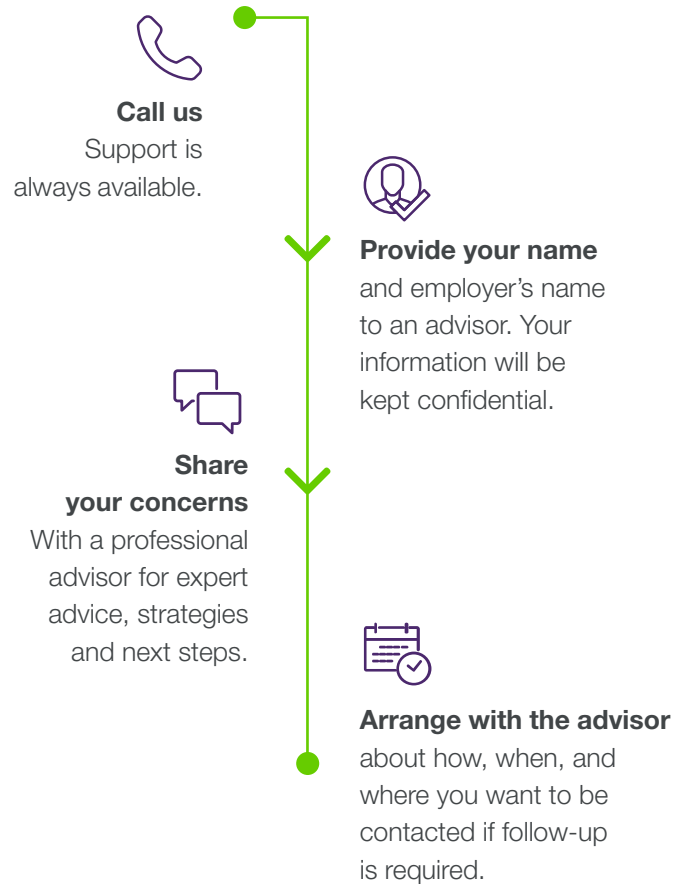 Call us
Support is
always available.
Provide your name
and employer’s name
to an advisor. Your
information will be
kept confidential.
Share
your concerns
With a professional
advisor for expert
advice, strategies
and next steps.
Arrange with the advisor
about how, when, and
where you want to be
contacted if follow-up
is required.